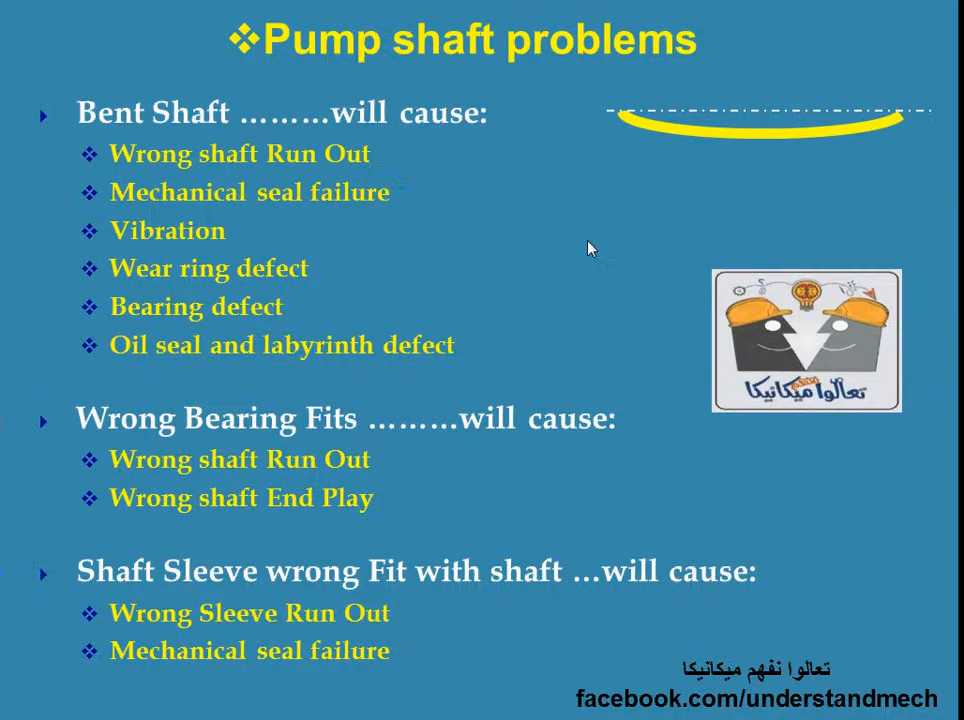 ❖Pump shaft problems
Bent Shaft ………will cause:
❖ Wrong shaft Run Out
❖ Mechanical seal failure
❖ Vibration
❖ Wear ring defect
❖ Bearing defect
❖ Oil seal and labyrinth defect
تعالوا نفهم ميكانيكا
Wrong Bearing Fits ………will cause:
❖ Wrong shaft Run Out
❖ Wrong shaft End Play
Shaft Sleeve wrong Fit with shaft …will cause:
❖ Wrong Sleeve Run Out
❖ Mechanical seal failure
تعالوا نفهم ميكانيكا
facebook.com/understandmech